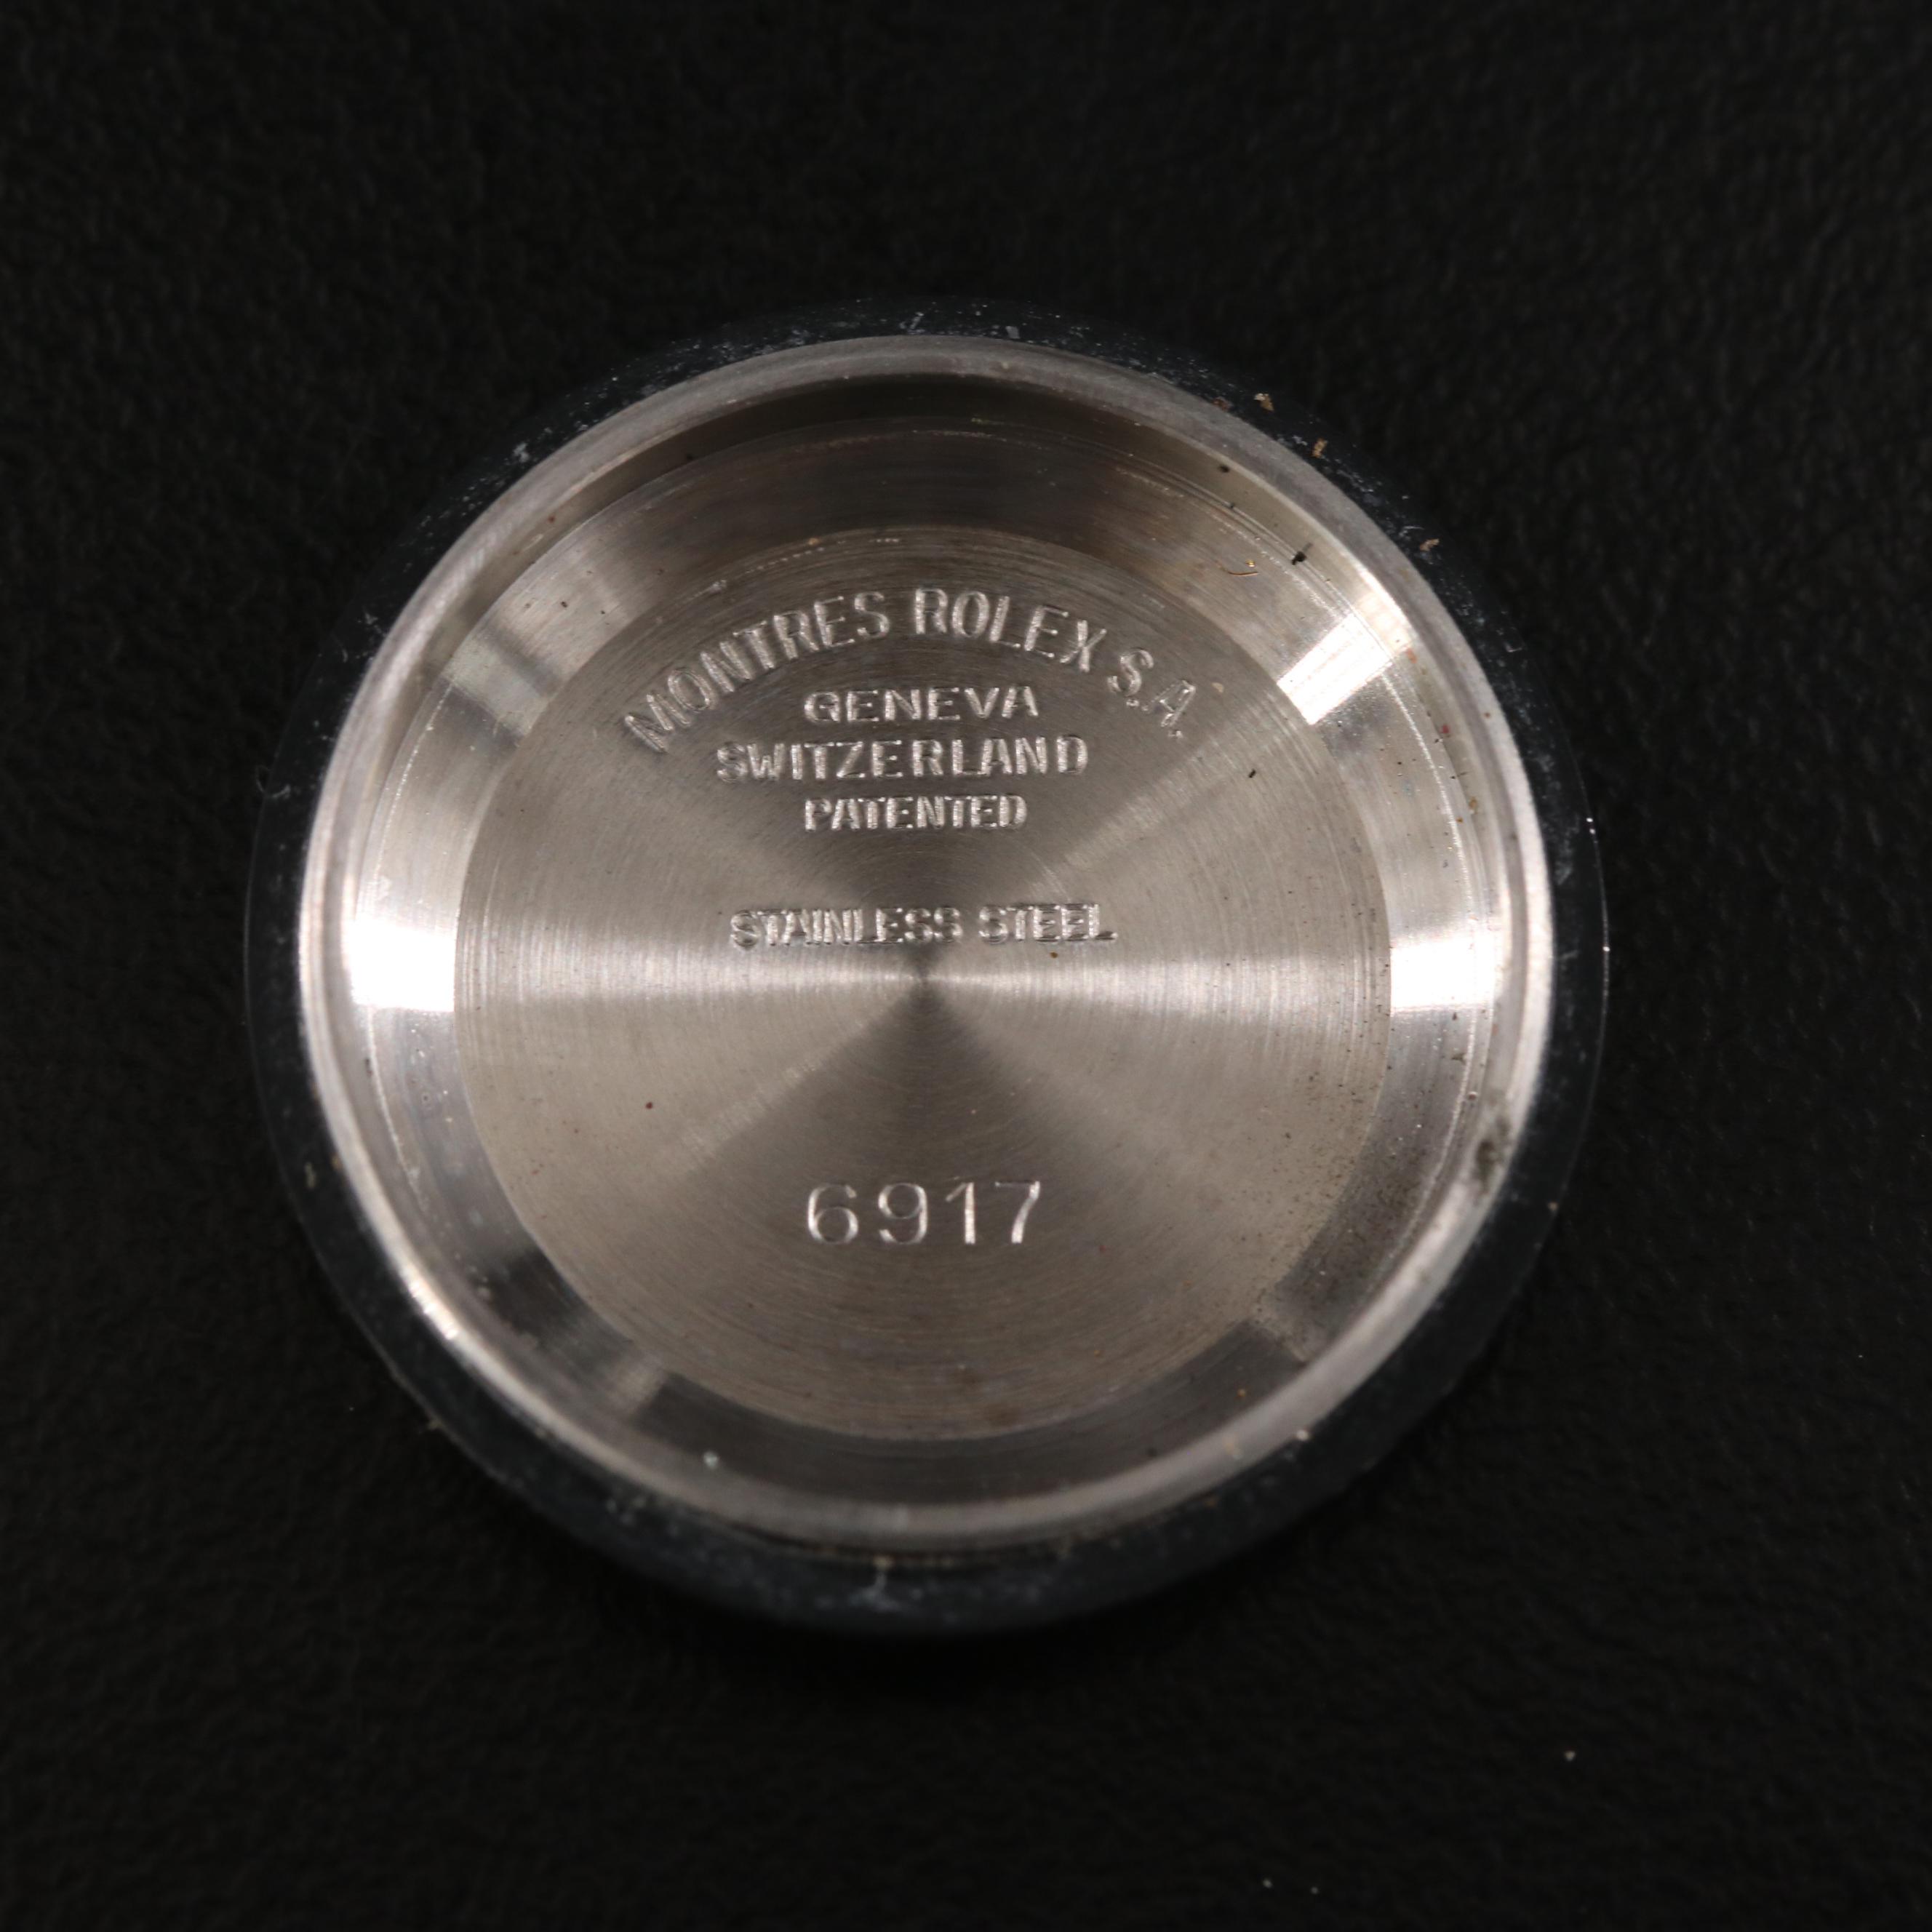 MONTRES ROLEX S.A.
GENEVA
SWITZERLAND
PATENTED
STAINLESS STEEL
6917